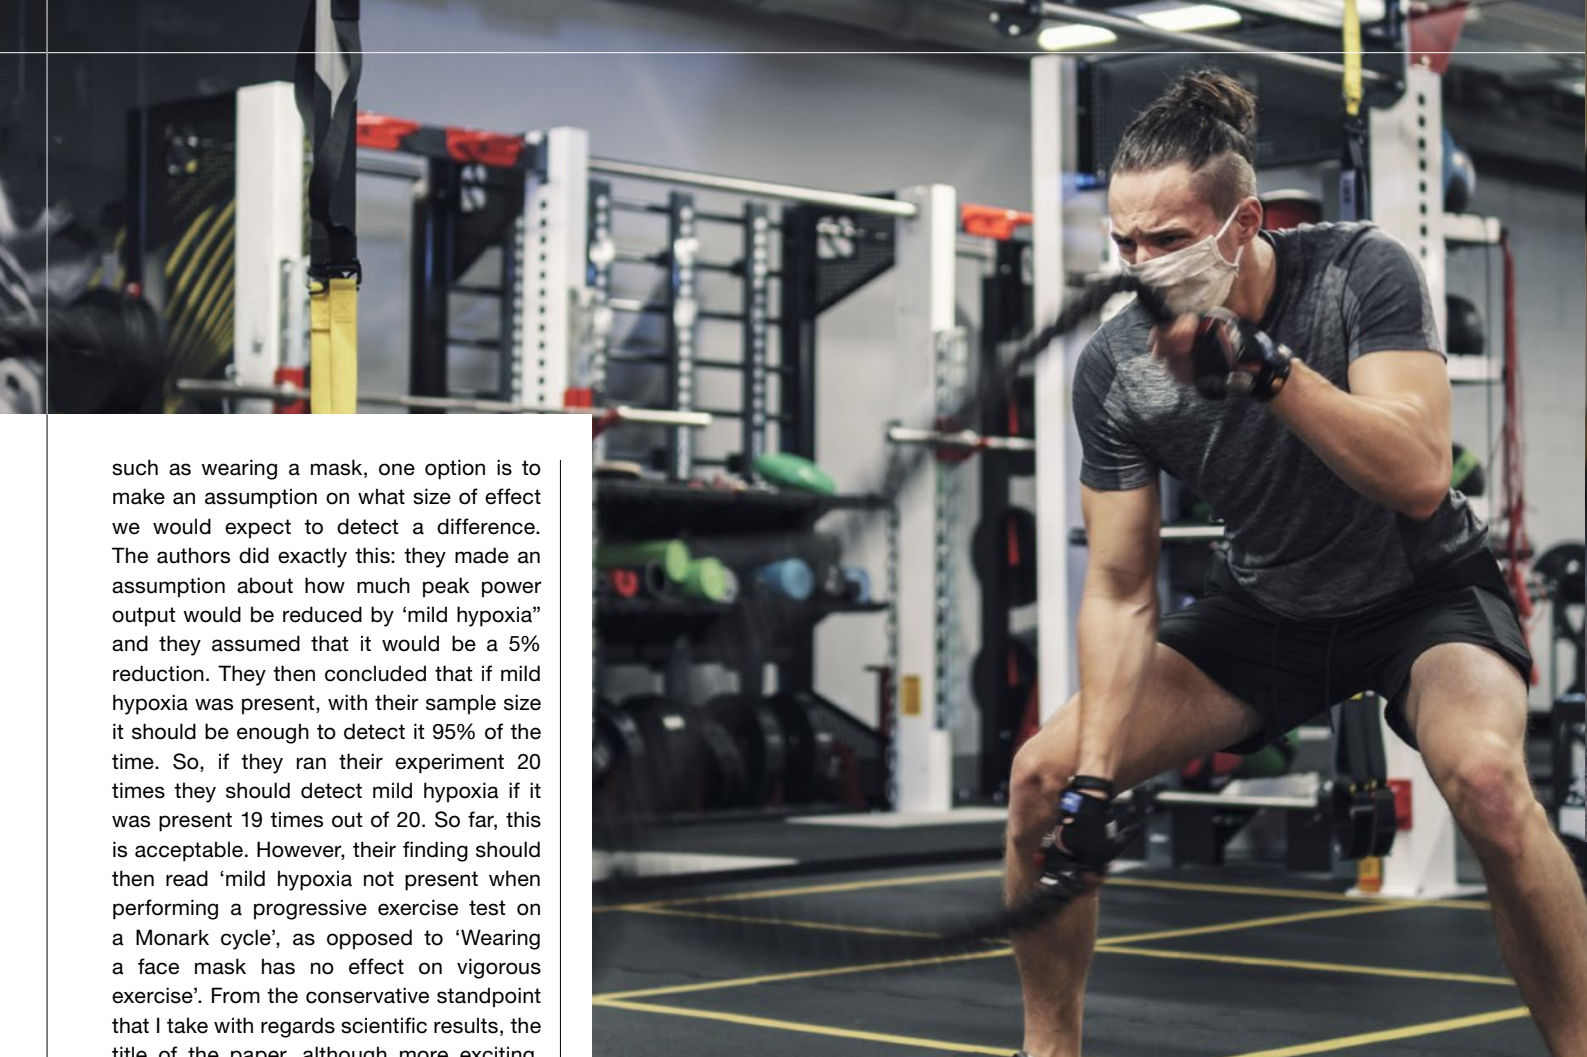 such as wearing a mask, one option is to
make an assumption on what size of effect
we would expect to detect a difference.
The authors did exactly this: they made an
assumption about how much peak power
output would be reduced by ‘mild hypoxia”
and they assumed that it would be a 5%
reduction. They then concluded that if mild
hypoxia was present, with their sample size
it should be enough to detect it 95% of the
time. So, if they ran their experiment 20
times they should detect mild hypoxia if it
was present 19 times out of 20. So far, this
is acceptable. However, their finding should
then read ‘mild hypoxia not present when
performing a progressive exercise test on
a Monark cycle’, as opposed to ‘Wearing
a face mask has no effect on vigorous
exercise’. From the conservative standpoint
that I take with regards scientific results, the
title of the paper, although more exciting,